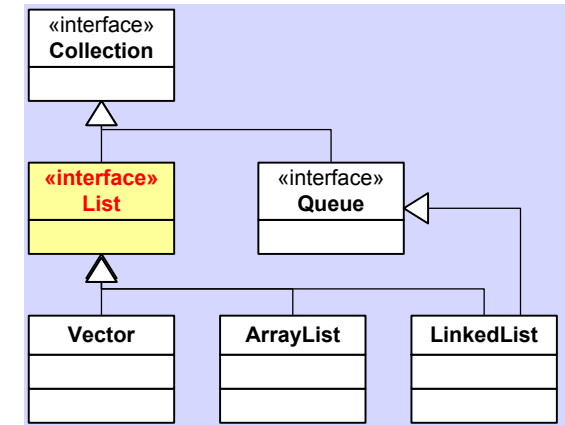 «interface»
Collection
«interface»
List
«interface»
Queue
Vector
ArrayList
LinkedList